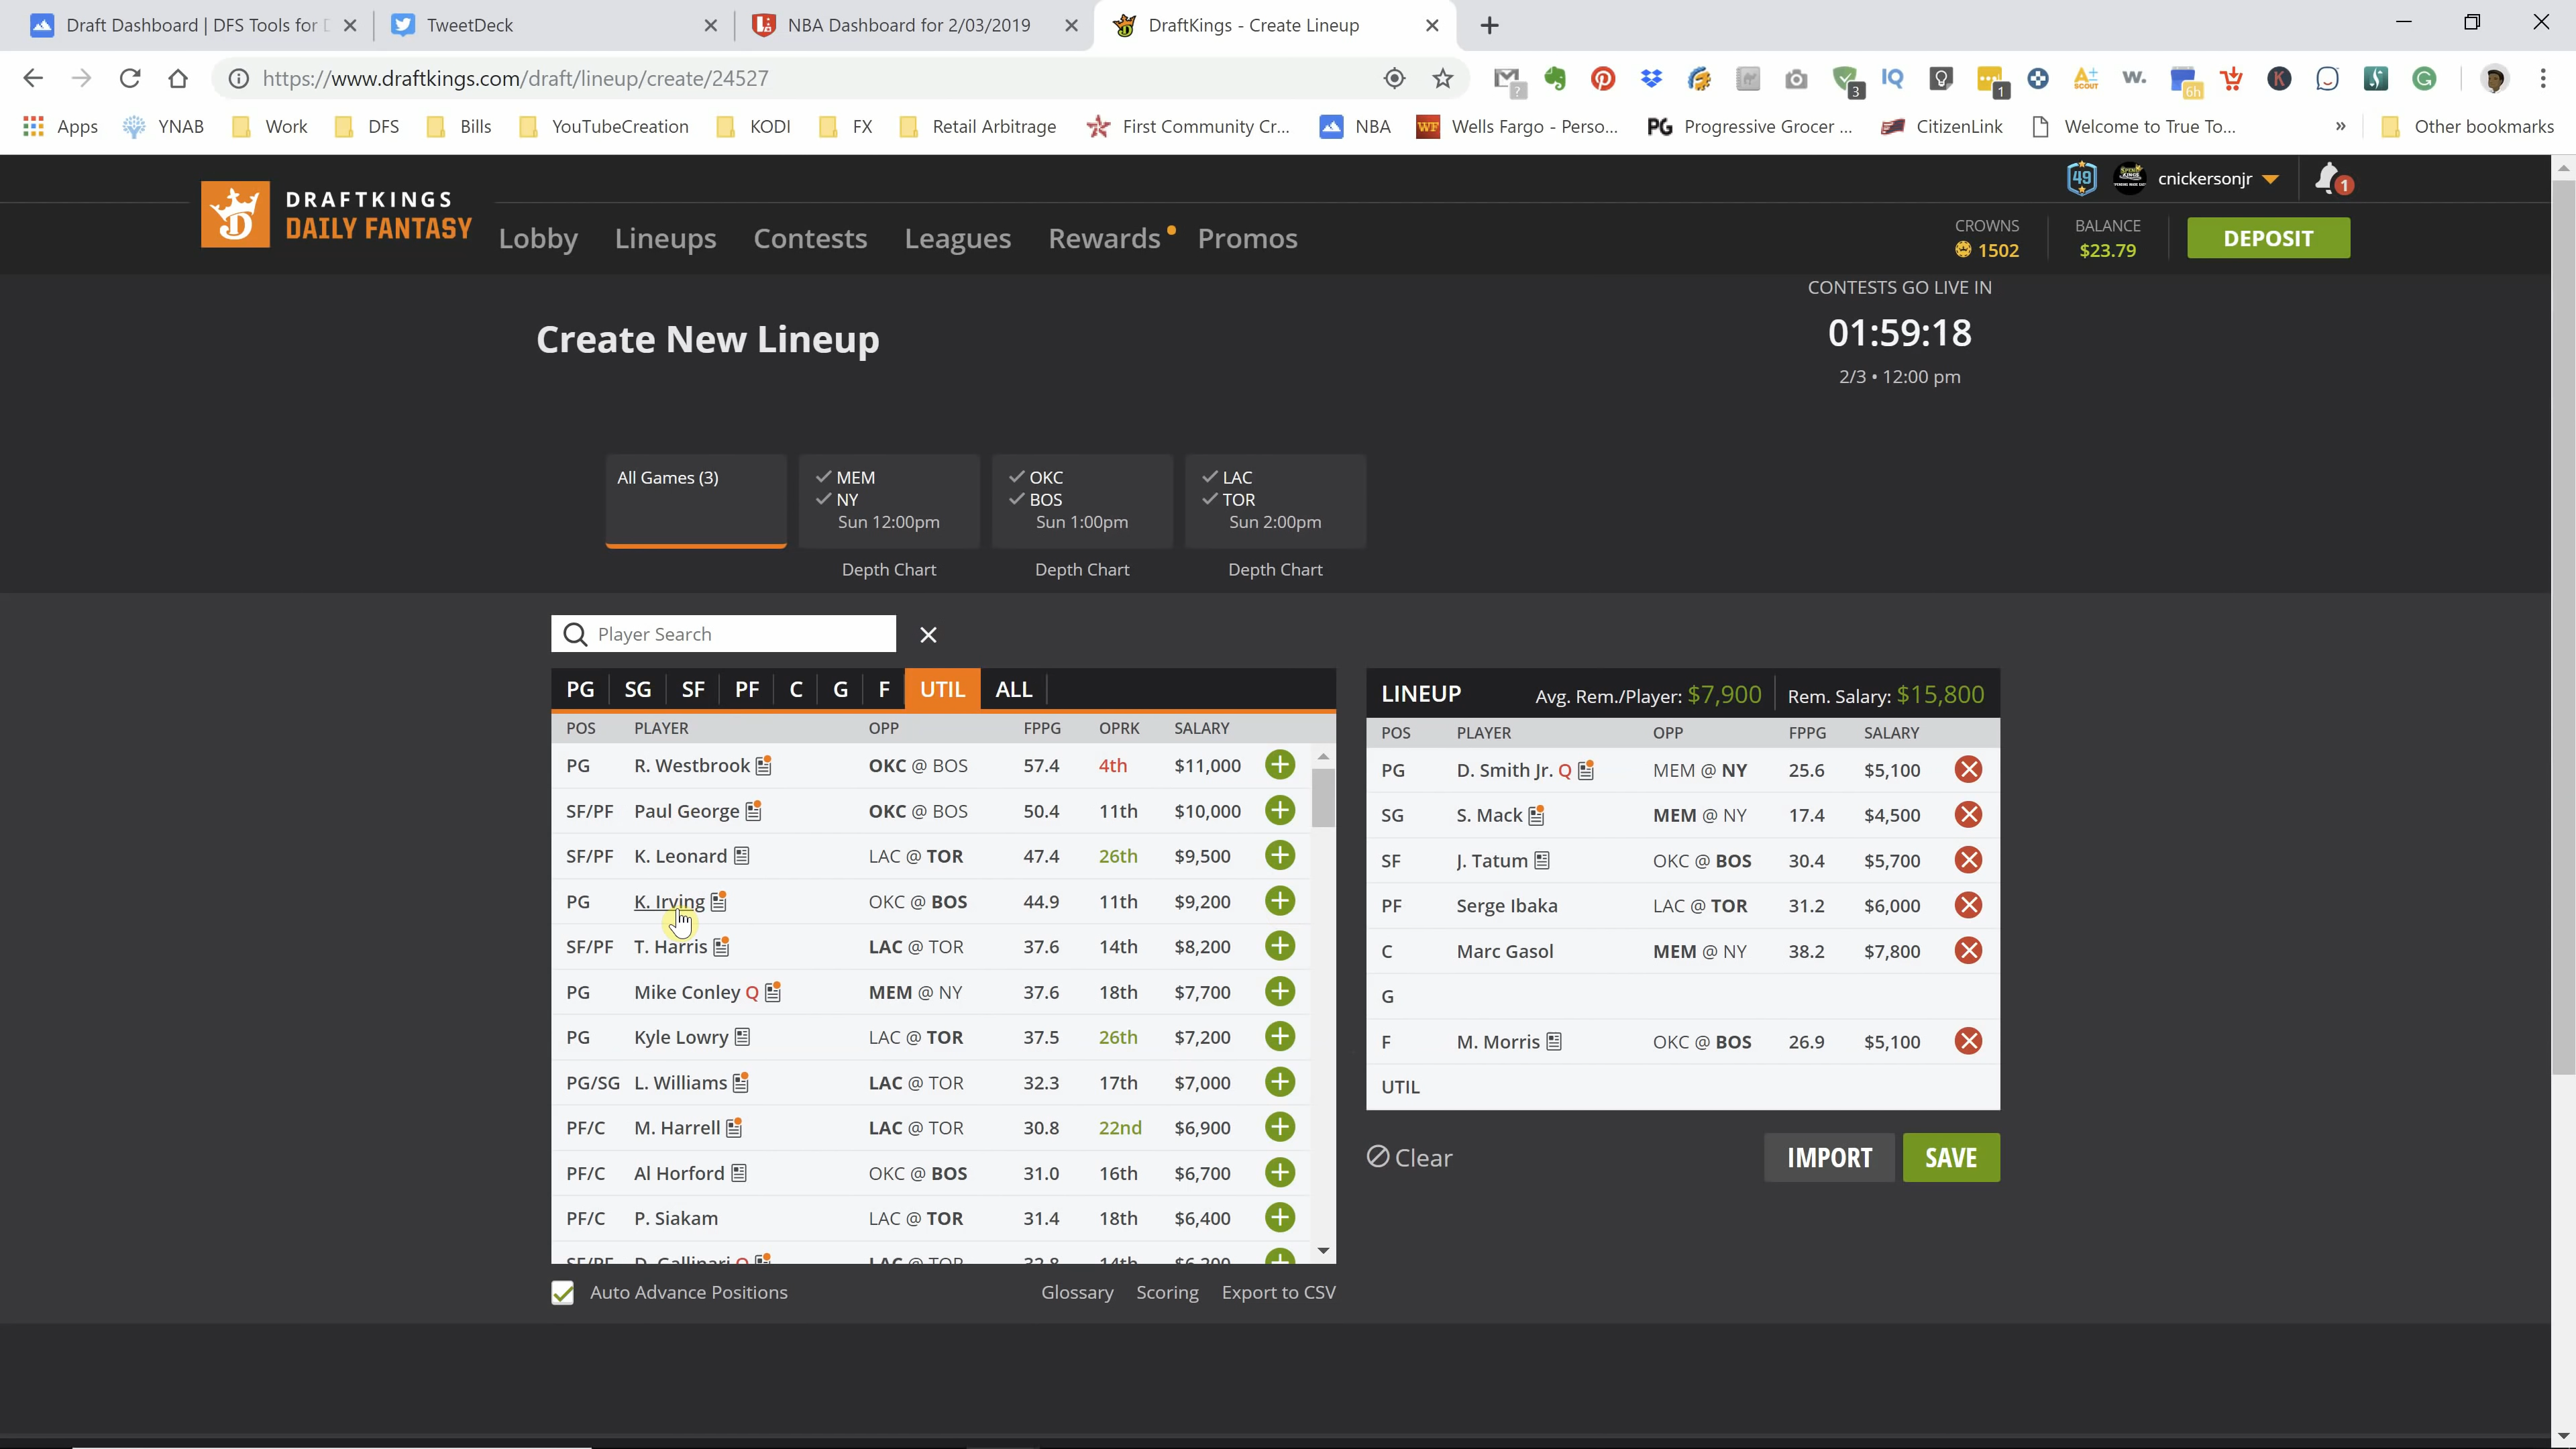 Draft Dashboard | DFS Tools for D
TweetDeck
NBA Dashboard for 2/03/2019
DraftKings - Create Lineup
https://www.draftkings.com/draft/lineup/create/24527
Apps YNAB Work DFS Bills YouTubeCreation KODI FX Retail Arbitrage First Community Cr... NBA Wells Fargo - Perso... PG Progressive Grocer ... CitizenLink Welcome to True To... » Other bookmarks
49 cnickersonjr 1
DRAFTKINGS
DAILY FANTASY
Lobby Lineups Contests Leagues Rewards Promos
CROWNS
1502
BALANCE
$23.79
DEPOSIT
CONTESTS GO LIVE IN
01:59:18
2/3 • 12:00 pm
Create New Lineup
All Games (3)
MEM
NY
Sun 12:00pm
Depth Chart
OKC
BOS
Sun 1:00pm
Depth Chart
LAC
TOR
Sun 2:00pm
Depth Chart
Player Search
PG SG SF PF C G F UTIL ALL
POS PLAYER OPP FPPG OPRK SALARY
PG R. Westbrook OKC @ BOS 57.4 4th $11,000
SF/PF Paul George OKC @ BOS 50.4 11th $10,000
SF/PF K. Leonard LAC @ TOR 47.4 26th $9,500
PG K. Irving OKC @ BOS 44.9 11th $9,200
SF/PF T. Harris LAC @ TOR 37.6 14th $8,200
PG Mike Conley Q MEM @ NY 37.6 18th $7,700
PG Kyle Lowry LAC @ TOR 37.5 26th $7,200
PG/SG L. Williams LAC @ TOR 32.3 17th $7,000
PF/C M. Harrell LAC @ TOR 30.8 22nd $6,900
PF/C Al Horford OKC @ BOS 31.0 16th $6,700
PF/C P. Siakam LAC @ TOR 31.4 18th $6,400
SF/PF D. Gallinari Q LAC @ TOR 32.8 14th $6,200
Auto Advance Positions Glossary Scoring Export to CSV
LINEUP Avg. Rem./Player: $7,900 Rem. Salary: $15,800
POS PLAYER OPP FPPG SALARY
PG D. Smith Jr. Q MEM @ NY 25.6 $5,100
SG S. Mack MEM @ NY 17.4 $4,500
SF J. Tatum OKC @ BOS 30.4 $5,700
PF Serge Ibaka LAC @ TOR 31.2 $6,000
C Marc Gasol MEM @ NY 38.2 $7,800
G
F M. Morris OKC @ BOS 26.9 $5,100
UTIL
Clear IMPORT SAVE